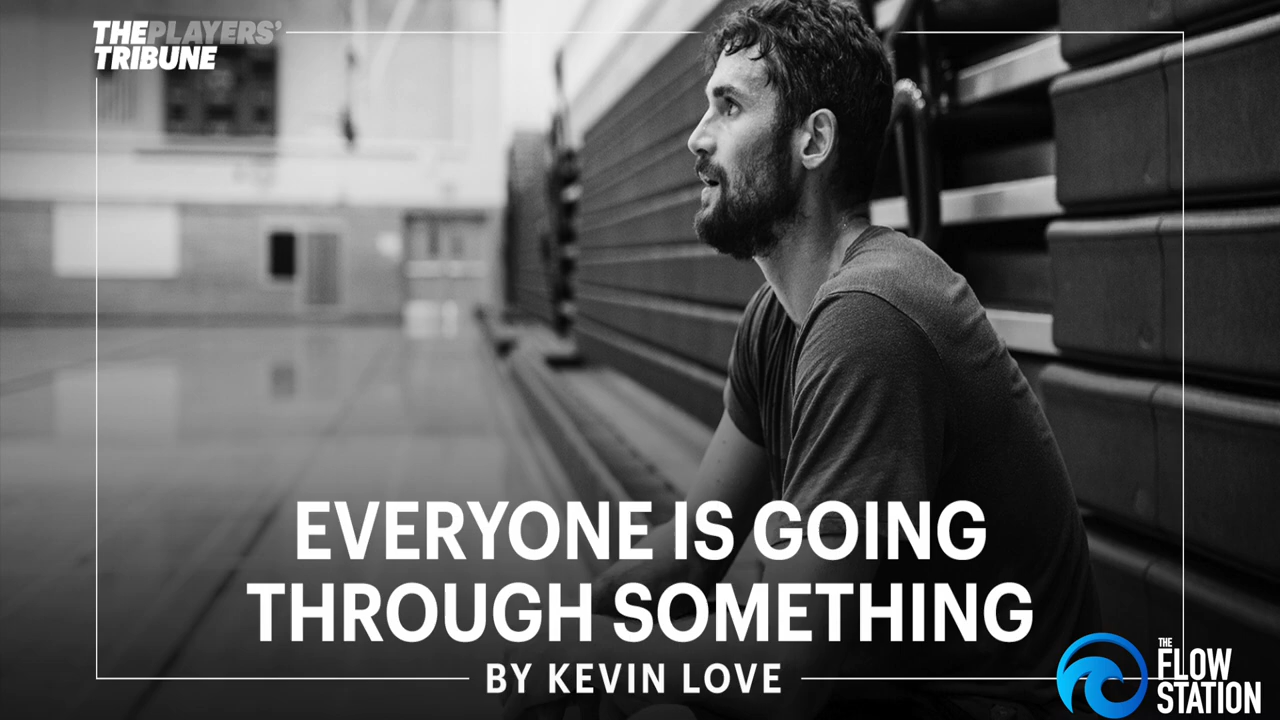 THE PLAYERS'
TRIBUNE
EVERYONE IS GOING
THROUGH SOMETHING
BY KEVIN LOVE
THE
FLOW
STATION